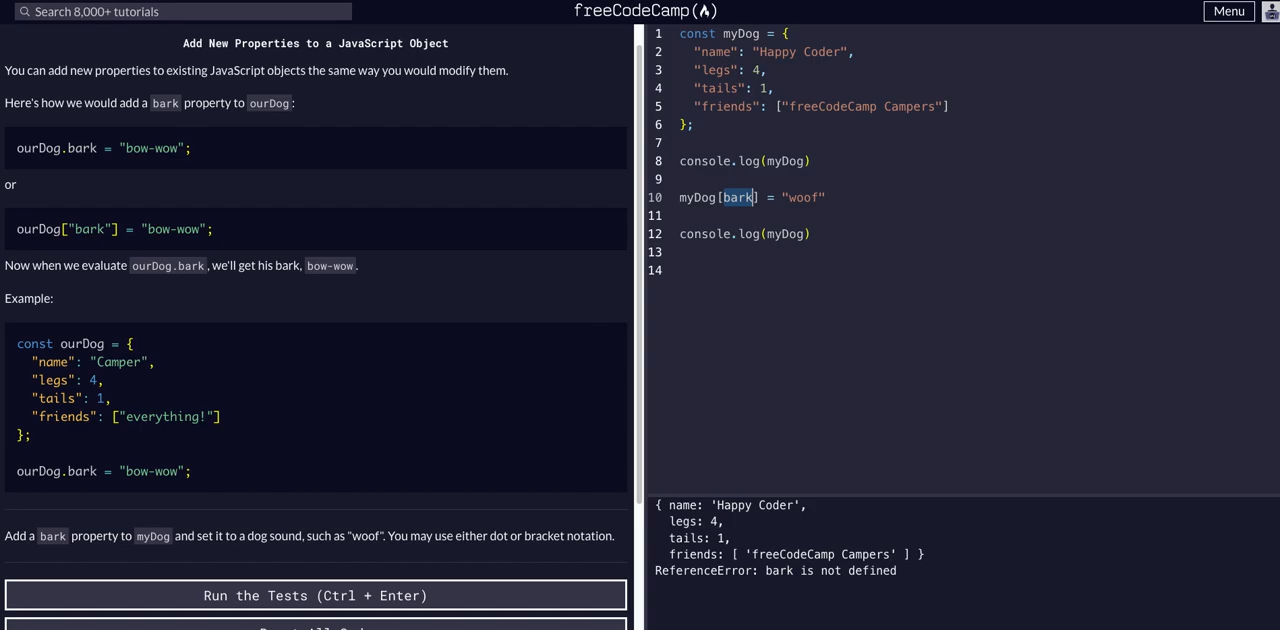 Search 8,000+ tutorials
freeCodeCamp
Menu
Add New Properties to a JavaScript Object
You can add new properties to existing JavaScript objects the same way you would modify them.
Here's how we would add a bark property to ourDog:
ourDog.bark = "bow-wow";
or
ourDog["bark"] = "bow-wow";
Now when we evaluate ourDog.bark, we'll get his bark, bow-wow.
Example:
const ourDog = {
"name": "Camper",
"legs": 4,
"tails": 1,
"friends": ["everything!"]
};
ourDog.bark = "bow-wow";
Add a bark property to myDog and set it to a dog sound, such as "woof". You may use either dot or bracket notation.
Run the Tests (Ctrl + Enter)
1 const myDog = {
2 "name": "Happy Coder",
3 "legs": 4,
4 "tails": 1,
5 "friends": ["freeCodeCamp Campers"]
6 };
7
8 console.log(myDog)
9
10 myDog[bark] = "woof"
11
12 console.log(myDog)
13
14
{ name: 'Happy Coder',
legs: 4,
tails: 1,
friends: [ 'freeCodeCamp Campers' ] }
ReferenceError: bark is not defined